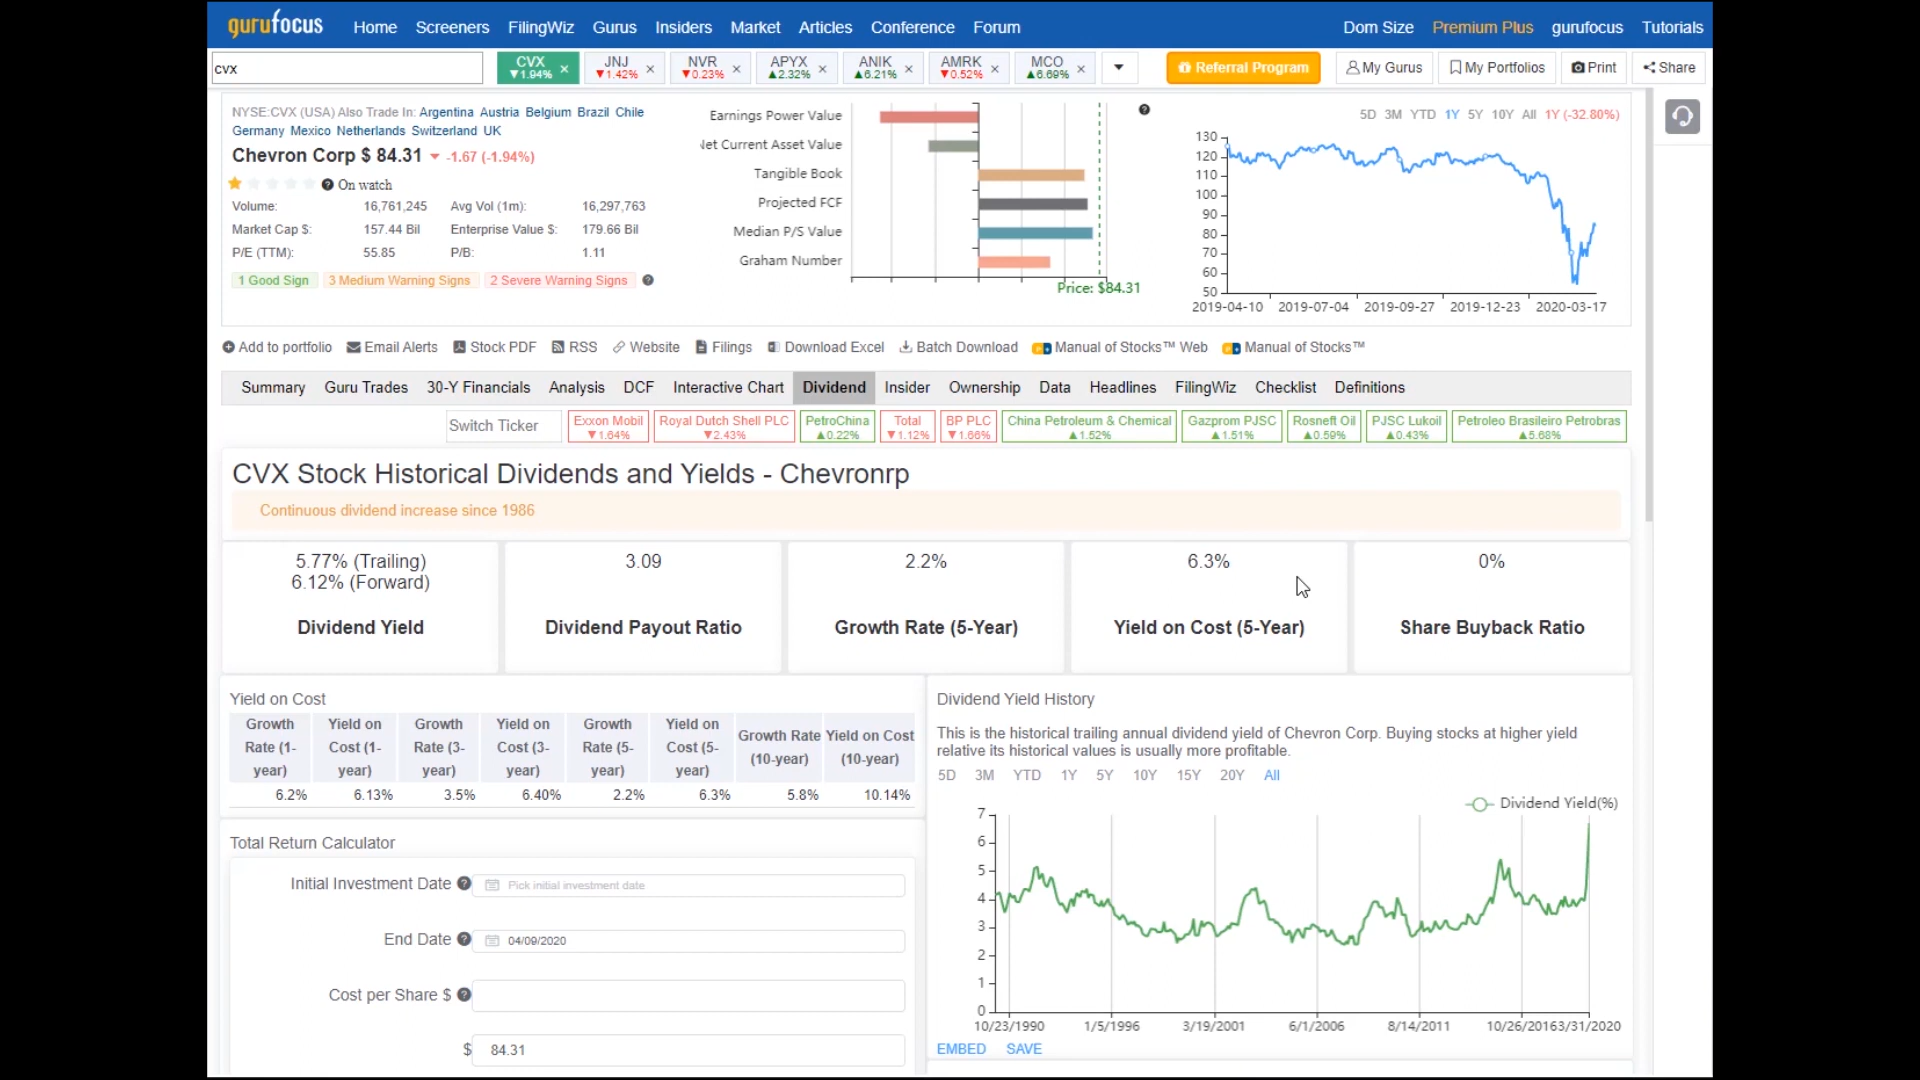 gurufocus Home Screeners FilingWiz Gurus Insiders Market Articles Conference Forum Dom Size Premium Plus gurufocus Tutorials
cvx CVX ▼1.94% × JNJ ▼1.42% × NVR ▼0.23% × APYX ▲2.32% × ANIK ▲6.21% × AMRK ▼0.52% × MCO ▲6.69% × Referral Program My Gurus My Portfolios Print Share
NYSE:CVX (USA) Also Trade In: Argentina Austria Belgium Brazil Chile
Germany Mexico Netherlands Switzerland UK
Chevron Corp $ 84.31 -1.67 (-1.94%)
On watch
Volume: 16,761,245 Avg Vol (1m): 16,297,763
Market Cap $: 157.44 Bil Enterprise Value $: 179.66 Bil
P/E (TTM): 55.85 P/B: 1.11
1 Good Sign 3 Medium Warning Signs 2 Severe Warning Signs
Earnings Power Value
Net Current Asset Value
Tangible Book
Projected FCF
Median P/S Value
Graham Number
Price: $84.31
5D 3M YTD 1Y 5Y 10Y All 1Y (-32.80%)
130
120
110
100
90
80
70
60
50
2019-04-10 2019-07-04 2019-09-27 2019-12-23 2020-03-17
Add to portfolio Email Alerts Stock PDF RSS Website Filings Download Excel Batch Download Manual of Stocks™ Web Manual of Stocks™
Summary Guru Trades 30-Y Financials Analysis DCF Interactive Chart Dividend Insider Ownership Data Headlines FilingWiz Checklist Definitions
Switch Ticker Exxon Mobil ▼1.64% Royal Dutch Shell PLC ▼2.43% PetroChina ▲0.22% Total ▼1.12% BP PLC ▼1.66% China Petroleum & Chemical ▲1.52% Gazprom PJSC ▲1.51% Rosneft Oil ▲0.59% PJSC Lukoil ▲0.43% Petroleo Brasileiro Petrobras ▲5.68%
CVX Stock Historical Dividends and Yields - Chevronrp
Continuous dividend increase since 1986
5.77% (Trailing)
6.12% (Forward)
Dividend Yield
3.09
Dividend Payout Ratio
2.2%
Growth Rate (5-Year)
6.3%
Yield on Cost (5-Year)
0%
Share Buyback Ratio
Yield on Cost
Growth Rate (1-year) Yield on Cost (1-year) Growth Rate (3-year) Yield on Cost (3-year) Growth Rate (5-year) Yield on Cost (5-year) Growth Rate (10-year) Yield on Cost (10-year)
6.2% 6.13% 3.5% 6.40% 2.2% 6.3% 5.8% 10.14%
Total Return Calculator
Initial Investment Date Pick initial investment date
End Date 04/09/2020
Cost per Share $
$ 84.31
Dividend Yield History
This is the historical trailing annual dividend yield of Chevron Corp. Buying stocks at higher yield
relative its historical values is usually more profitable.
5D 3M YTD 1Y 5Y 10Y 15Y 20Y All
Dividend Yield(%)
7
6
5
4
3
2
1
0
10/23/1990 1/5/1996 3/19/2001 6/1/2006 8/14/2011 10/26/2016 3/31/2020
EMBED SAVE